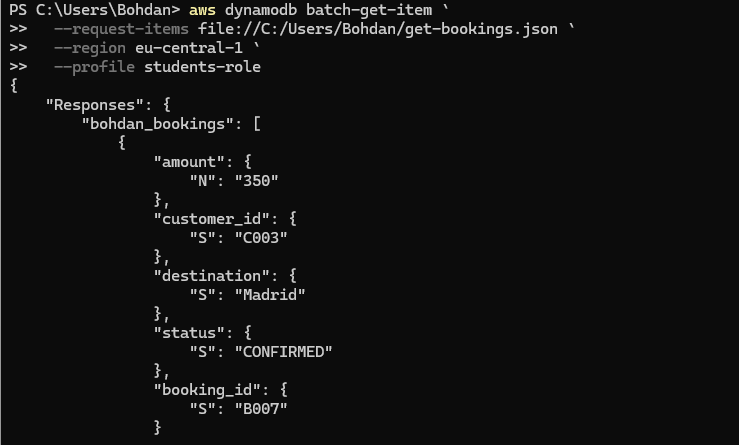 PS C:\Users\Bohdan> aws dynamodb batch-get-item `
>>   --request-items file://C:/Users/Bohdan/get-bookings.json `
>>   --region eu-central-1 `
>>   --profile students-role
{
    "Responses": {
        "bohdan_bookings": [
            {
                "amount": {
                    "N": "350"
                },
                "customer_id": {
                    "S": "C003"
                },
                "destination": {
                    "S": "Madrid"
                },
                "status": {
                    "S": "CONFIRMED"
                },
                "booking_id": {
                    "S": "B007"
                }